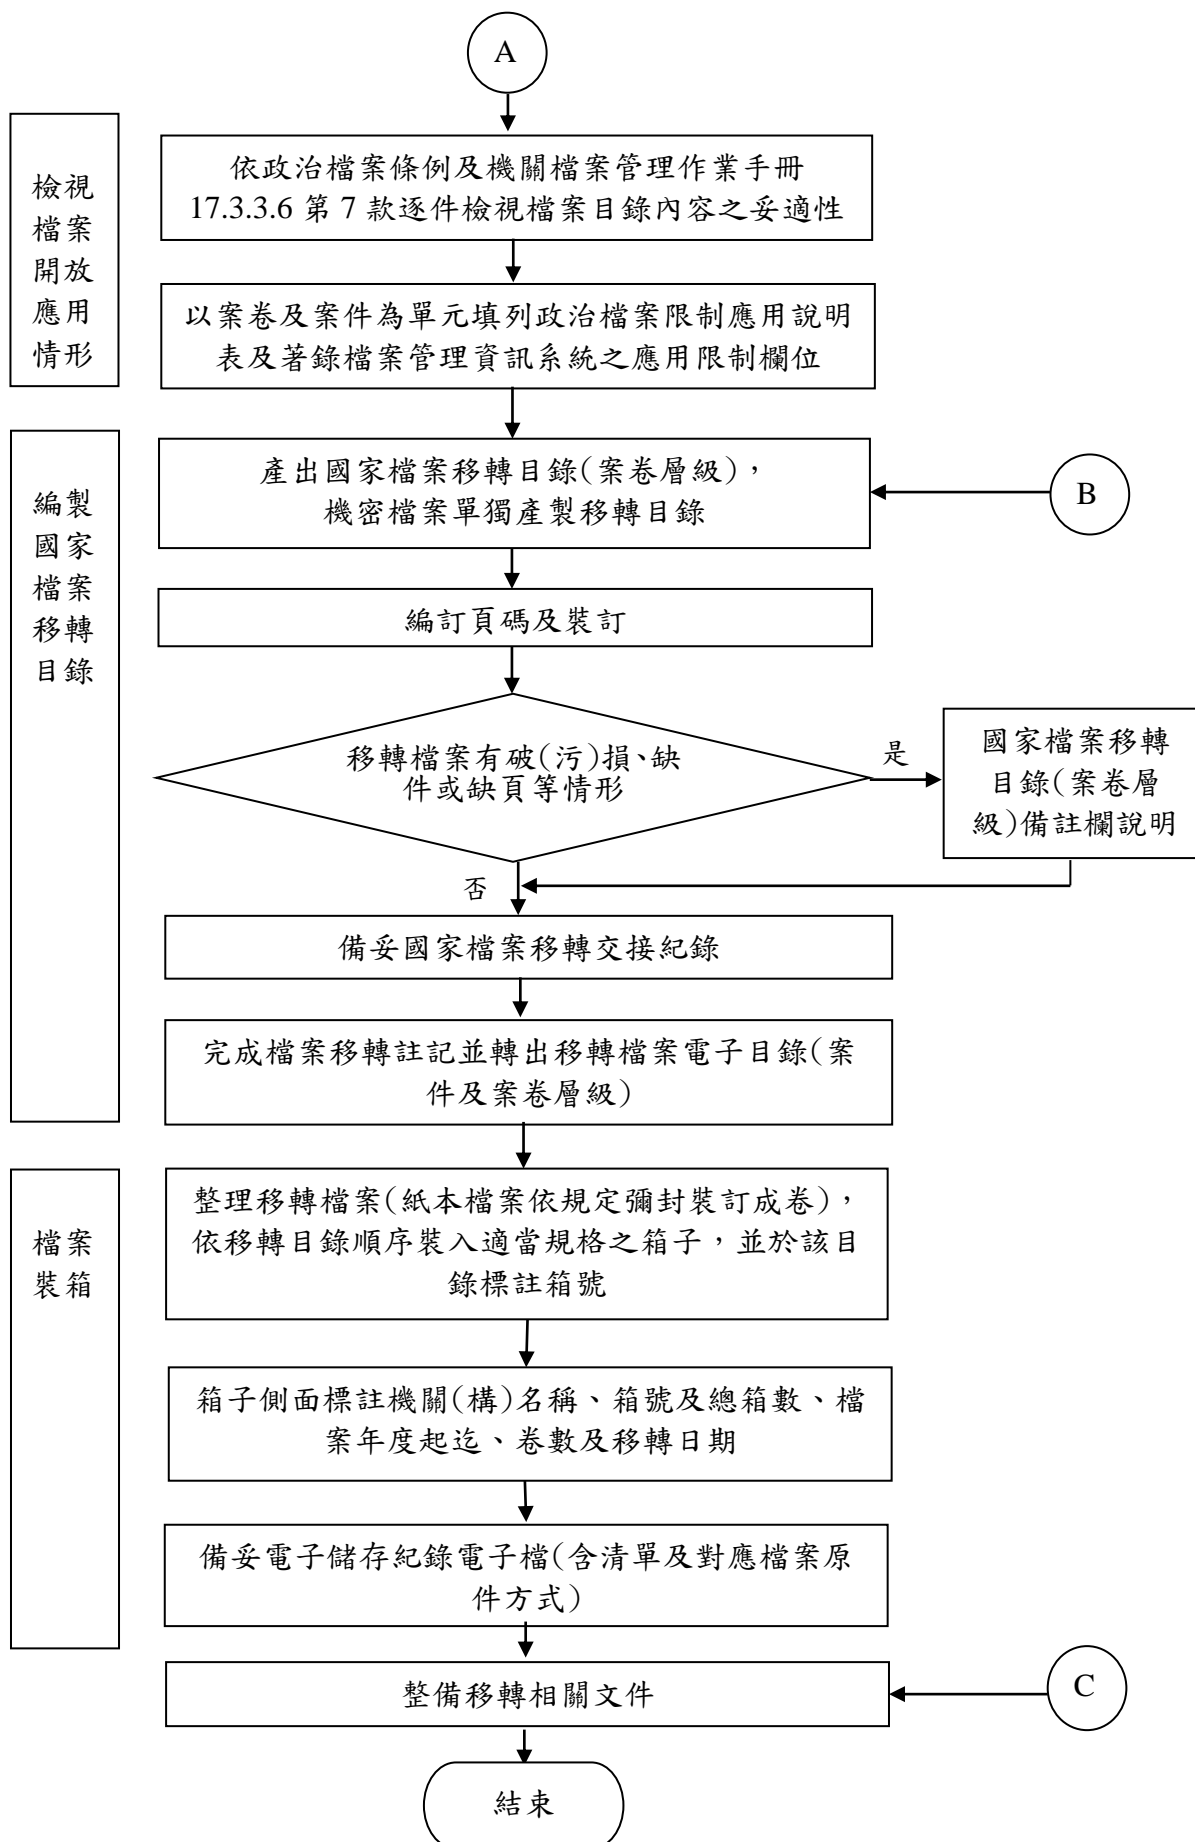 A
檢視
檔案
開放
應用
情形
依政治檔案條例及機關檔案管理作業手冊
17.3.3.6 第 7 款逐件檢視檔案目錄內容之妥適性
以案卷及案件為單元填列政治檔案限制應用說明
表及著錄檔案管理資訊系統之應用限制欄位
編製
國家
檔案
移轉
目錄
產出國家檔案移轉目錄(案卷層級)，
機密檔案單獨產製移轉目錄
B
編訂頁碼及裝訂
移轉檔案有破(污)損、缺
件或缺頁等情形
是
國家檔案移轉
目錄(案卷層
級)備註欄說明
否
備妥國家檔案移轉交接紀錄
完成檔案移轉註記並轉出移轉檔案電子目錄(案
件及案卷層級)
檔案
裝箱
整理移轉檔案(紙本檔案依規定彌封裝訂成卷)，
依移轉目錄順序裝入適當規格之箱子，並於該目
錄標註箱號
箱子側面標註機關(構)名稱、箱號及總箱數、檔
案年度起迄、卷數及移轉日期
備妥電子儲存紀錄電子檔(含清單及對應檔案原
件方式)
整備移轉相關文件
C
結束